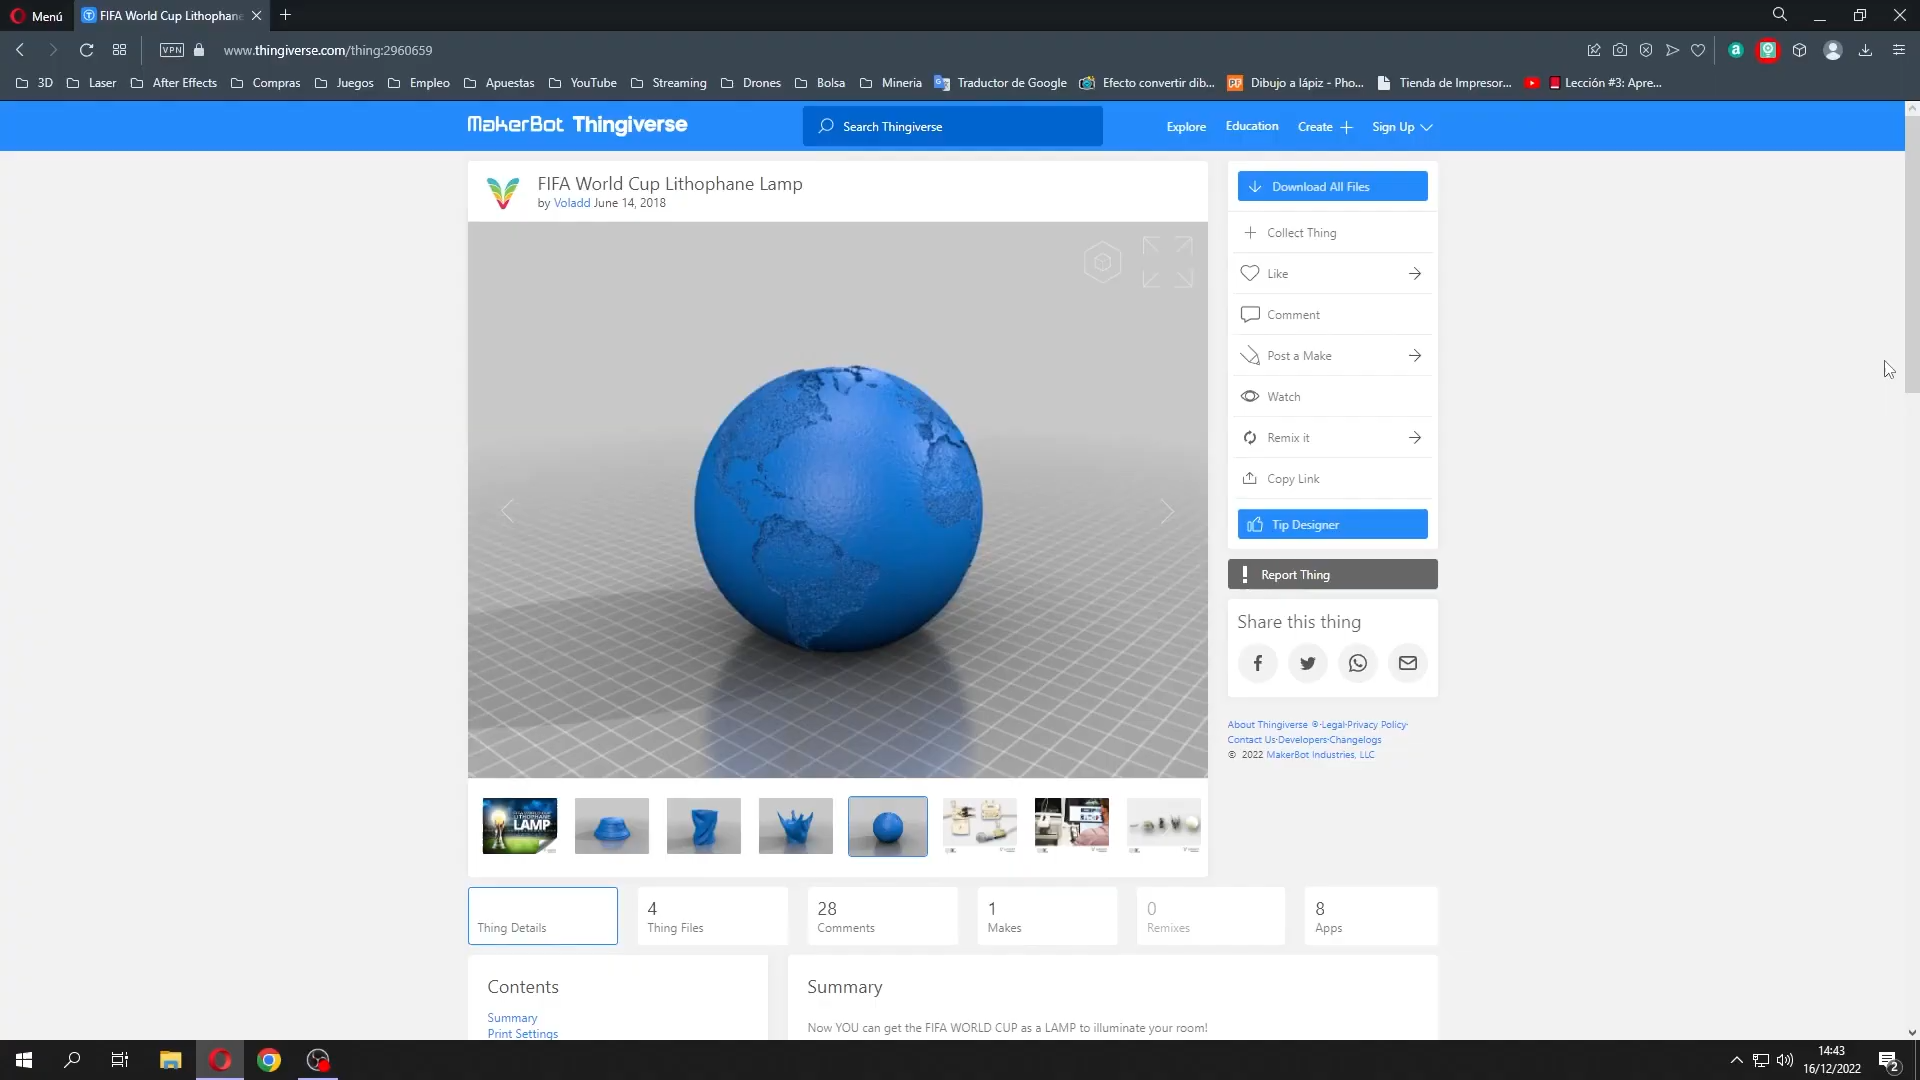 Menú
FIFA World Cup Lithophane
VPN
www.thingiverse.com/thing:2960659
3D
Laser
After Effects
Compras
Juegos
Empleo
Apuestas
YouTube
Streaming
Drones
Bolsa
Mineria
Traductor de Google
Efecto convertir dib...
Dibujo a lápiz - Pho...
Tienda de Impresor...
Lección #3: Apre...
MakerBot Thingiverse
Search Thingiverse
Explore
Education
Create
Sign Up
FIFA World Cup Lithophane Lamp
by Voladd June 14, 2018
Download All Files
Collect Thing
Like
Comment
Post a Make
Watch
Remix it
Copy Link
Tip Designer
Report Thing
Share this thing
About Thingiverse ®·Legal·Privacy Policy·
Contact Us·Developers·Changelogs
© 2022 MakerBot Industries, LLC
LITHOPHANE
LAMP
Thing Details
4
Thing Files
28
Comments
1
Makes
0
Remixes
8
Apps
Contents
Summary
Print Settings
Summary
Now YOU can get the FIFA WORLD CUP as a LAMP to illuminate your room!
14:43
16/12/2022
2